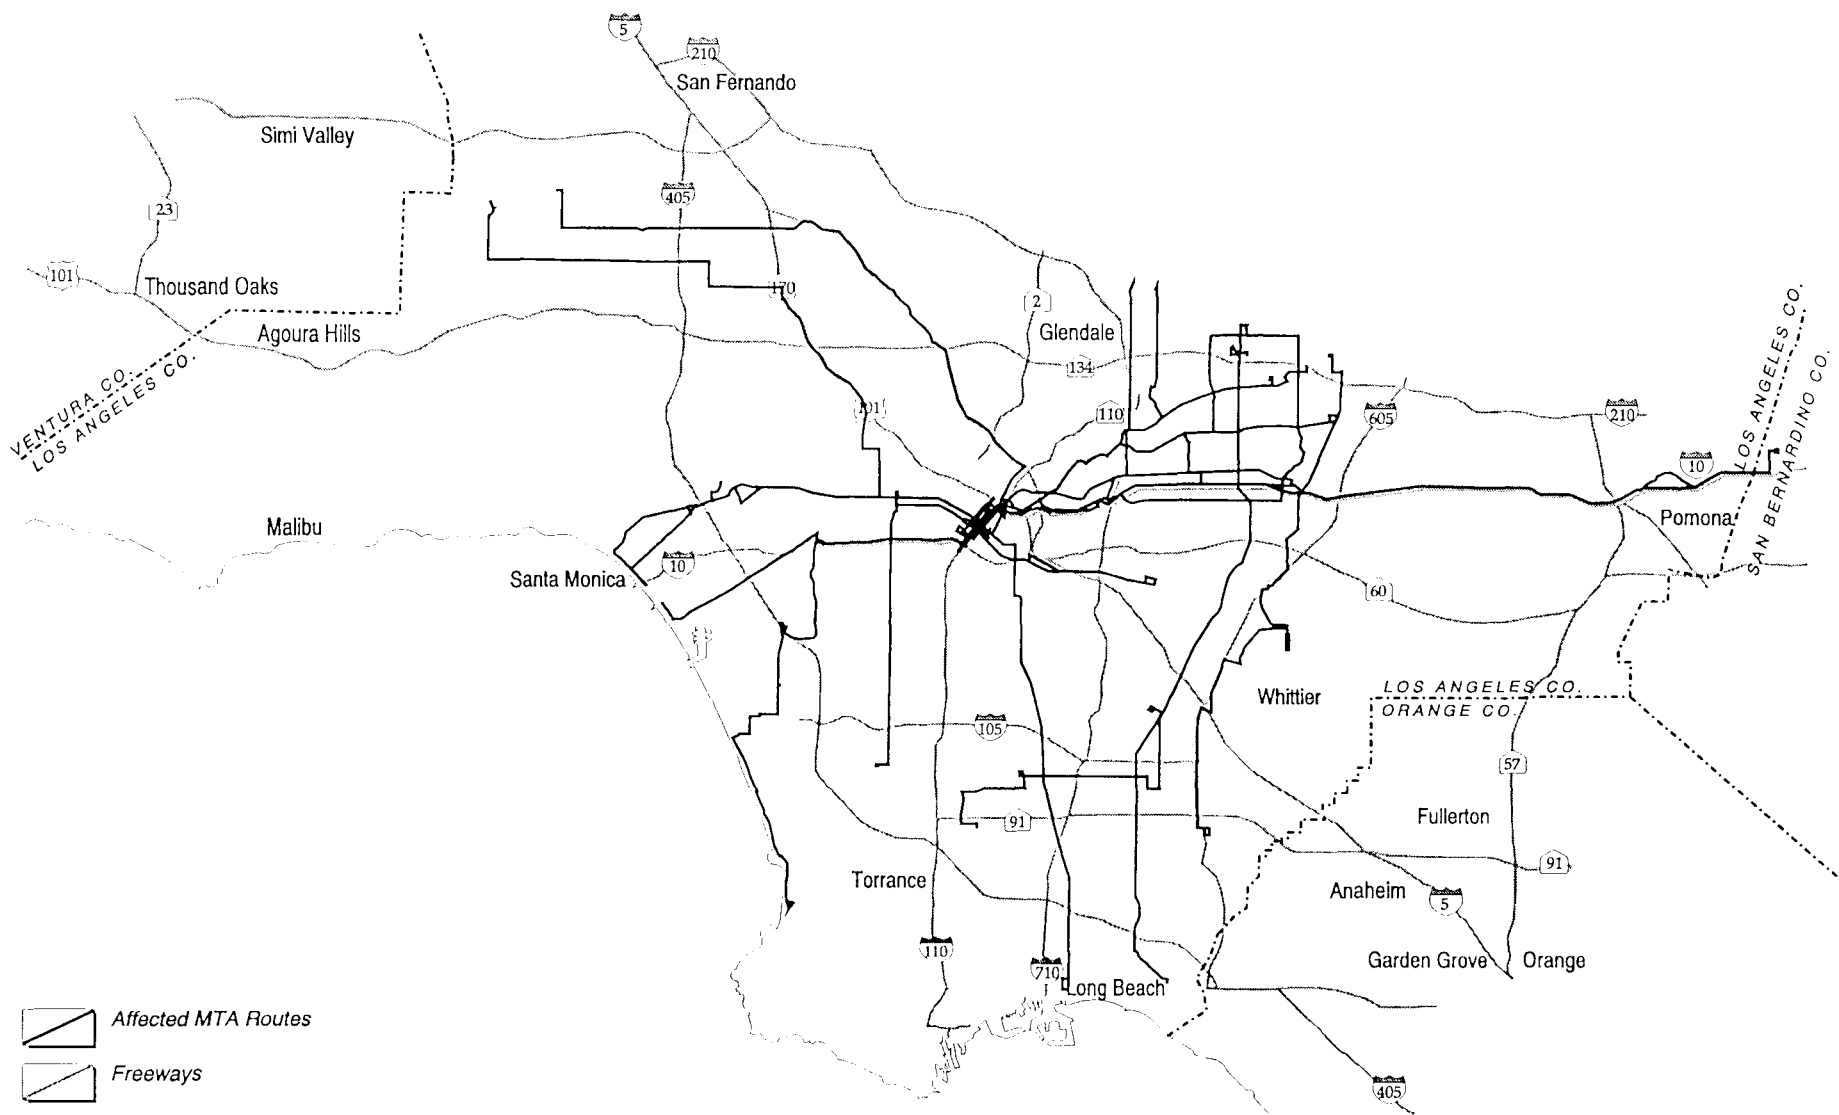 5
210
San Fernando
Simi Valley
405
23
101
Thousand Oaks
170
2
Agoura Hills
Glendale
134
VENTURA CO.
LOS ANGELES CO.
101
110
605
210
LOS ANGELES CO.
SAN BERNARDINO CO.
10
Malibu
Pomona
Santa Monica
10
60
Whittier
LOS ANGELES CO.
ORANGE CO.
105
57
91
Fullerton
91
Torrance
Anaheim
5
110
710
Garden Grove
Orange
Long Beach
Affected MTA Routes
Freeways
405